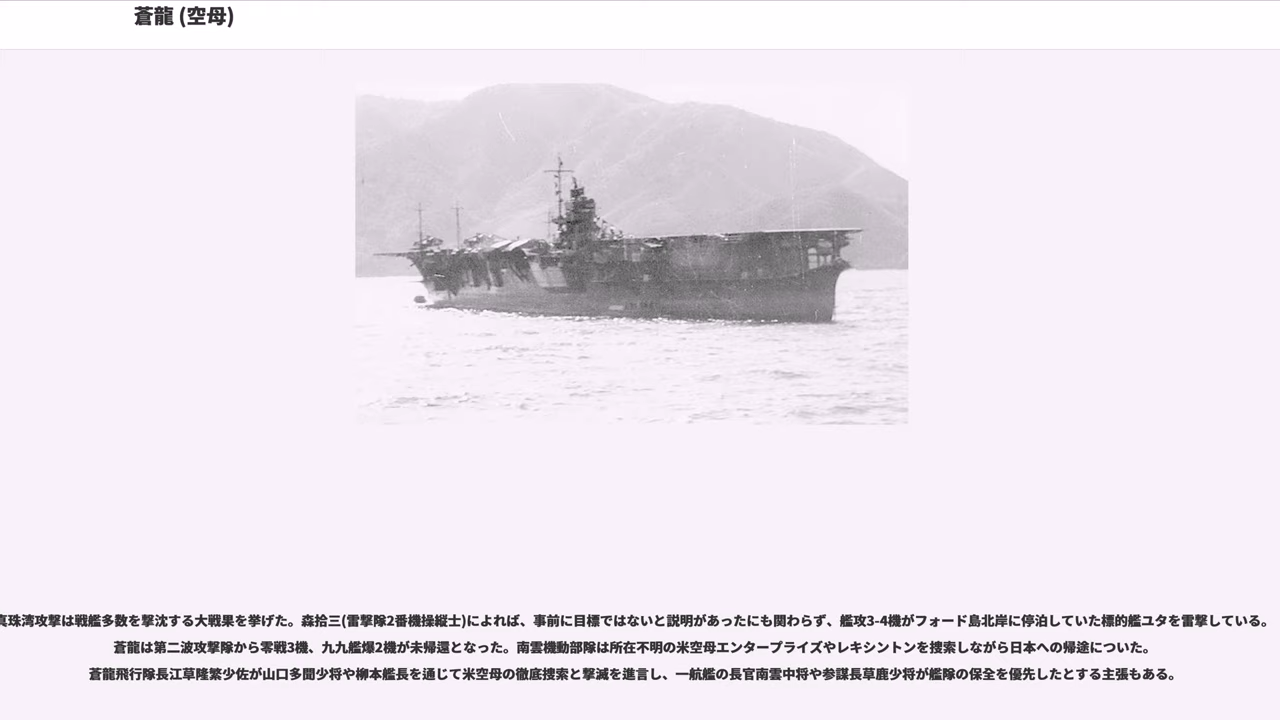 蒼龍 (空母)
真珠湾攻撃は戦艦多数を撃沈する大戦果を挙げた。森拾三(雷撃隊2番機操縦士)によれば、事前に目標ではないと説明があったにも関わらず、艦攻3-4機がフォード島北岸に停泊していた標的艦ユタを雷撃している。
蒼龍は第二波攻撃隊から零戦3機、九九艦爆2機が未帰還となった。南雲機動部隊は所在不明の米空母エンタープライズやレキシントンを捜索しながら日本への帰途についた。
蒼龍飛行隊長江草隆繁少佐が山口多聞少将や柳本艦長を通じて米空母の徹底捜索と撃滅を進言し、一航艦の長官南雲中将や参謀長草鹿少将が艦隊の保全を優先したとする主張もある。